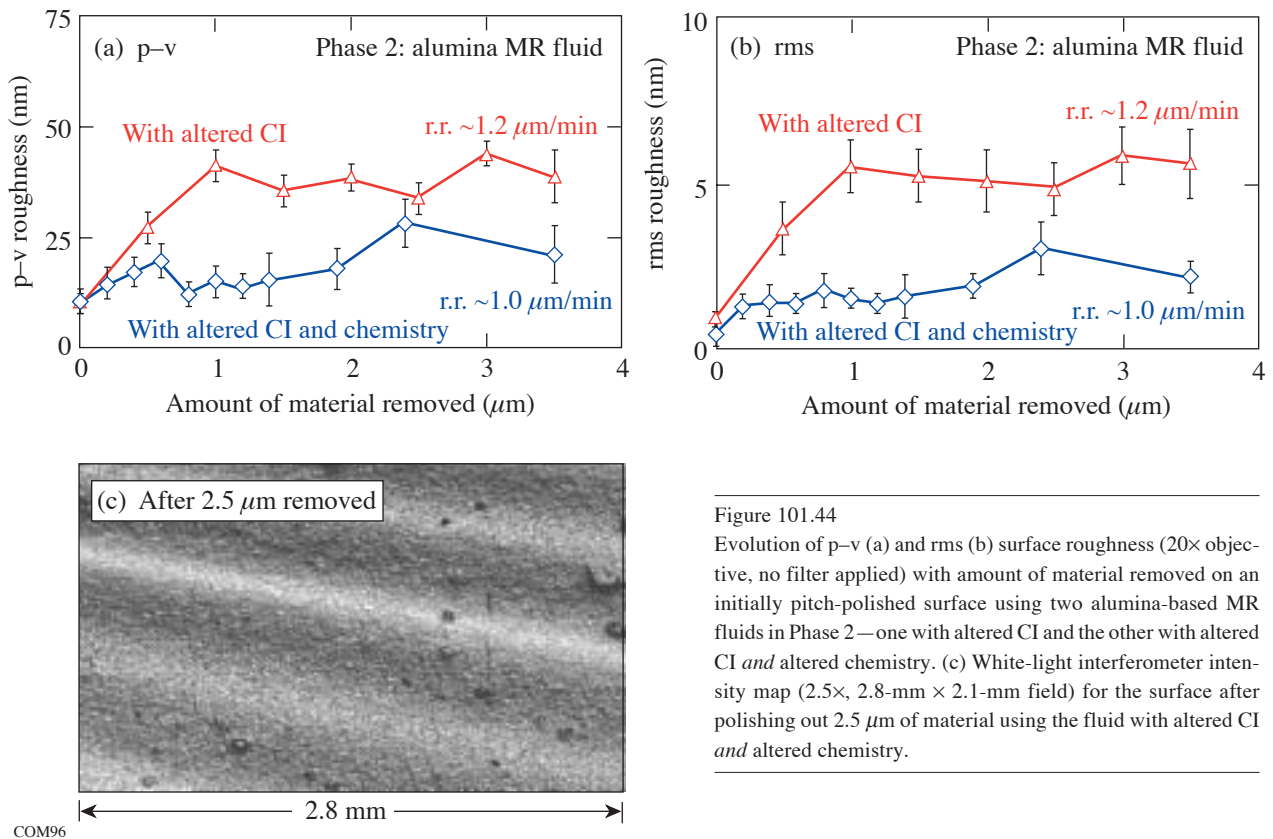 75
(a) p–v
Phase 2: alumina MR fluid
50
With altered CI
r.r. ~1.2 μm/min
25
r.r. ~1.0 μm/min
With altered CI and chemistry
0
p–v roughness (nm)
0 1 2 3 4
Amount of material removed (μm)
10
(b) rms
Phase 2: alumina MR fluid
With altered CI
r.r. ~1.2 μm/min
5
r.r. ~1.0 μm/min
With altered CI and chemistry
0
rms roughness (nm)
0 1 2 3 4
Amount of material removed (μm)
(c) After 2.5 μm removed
2.8 mm
COM96
Figure 101.44
Evolution of p–v (a) and rms (b) surface roughness (20× objec-
tive, no filter applied) with amount of material removed on an
initially pitch-polished surface using two alumina-based MR
fluids in Phase 2—one with altered CI and the other with altered
CI and altered chemistry. (c) White-light interferometer inten-
sity map (2.5×, 2.8-mm × 2.1-mm field) for the surface after
polishing out 2.5 μm of material using the fluid with altered CI
and altered chemistry.